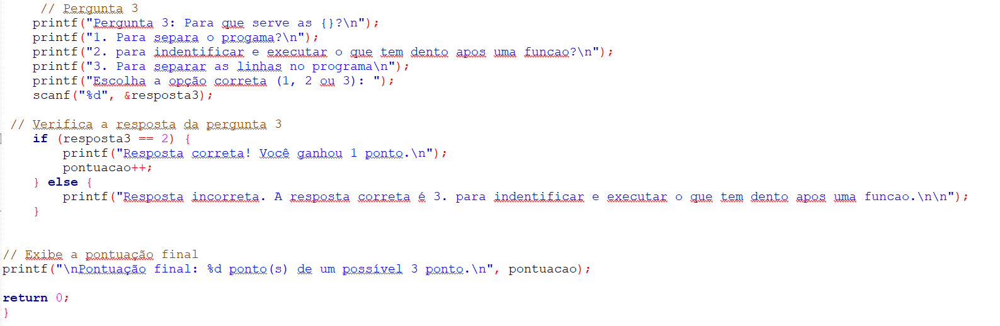 // Pergunta 3
printf("Pergunta 3: Para que serve as {}?\n");
printf("1. Para separa o progama?\n");
printf("2. para indentificar e executar o que tem dento apos uma funcao?\n");
printf("3. Para separar as linhas no programa\n");
printf("Escolha a opção correta (1, 2 ou 3): ");
scanf("%d", &resposta3);
// Verifica a resposta da pergunta 3
if (resposta3 == 2) {
printf("Resposta correta! Você ganhou 1 ponto.\n");
pontuacao++;
} else {
printf("Resposta incorreta. A resposta correta é 3. para indentificar e executar o que tem dento apos uma funcao.\n\n");
}
// Exibe a pontuação final
printf("\nPontuação final: %d ponto(s) de um possível 3 ponto.\n", pontuacao);
return 0;
}